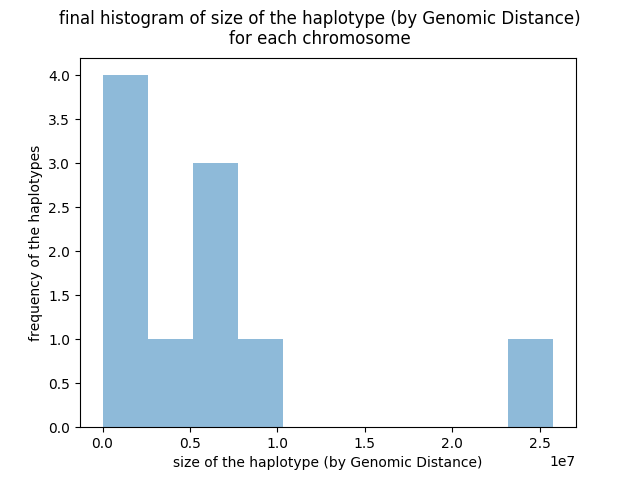 final histogram of size of the haplotype (by Genomic Distance)
for each chromosome
frequency of the haplotypes
4.0
3.5
3.0
2.5
2.0
1.5
1.0
0.5
0.0
0.0 0.5 1.0 1.5 2.0 2.5
1e7
size of the haplotype (by Genomic Distance)